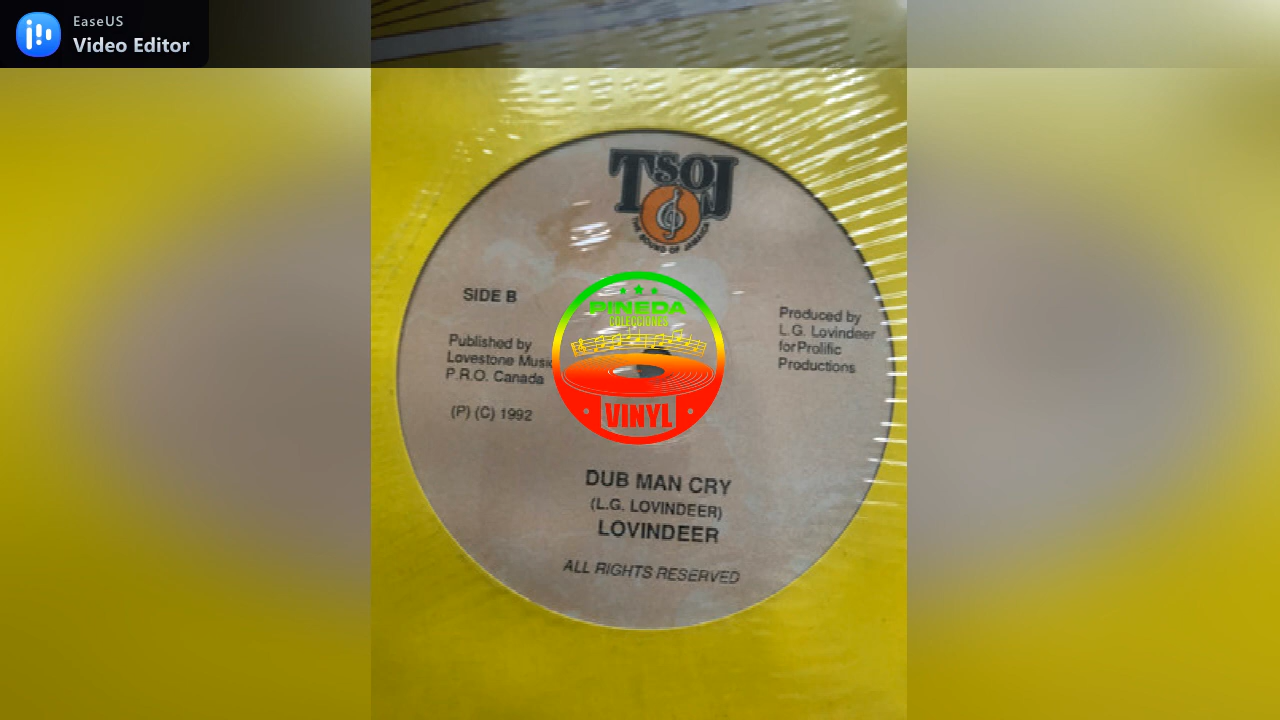 EaseUS
Video Editor
TSOJ
THE SOUND OF JAMAICA
SIDE B
Published by
Lovestone Music
P.R.O. Canada
(P) (C) 1992
PINEDA
COLECCIONES
VINYL
Produced by
L.G. Lovindeer
for Prolific
Productions
DUB MAN CRY
(L.G. LOVINDEER)
LOVINDEER
ALL RIGHTS RESERVED